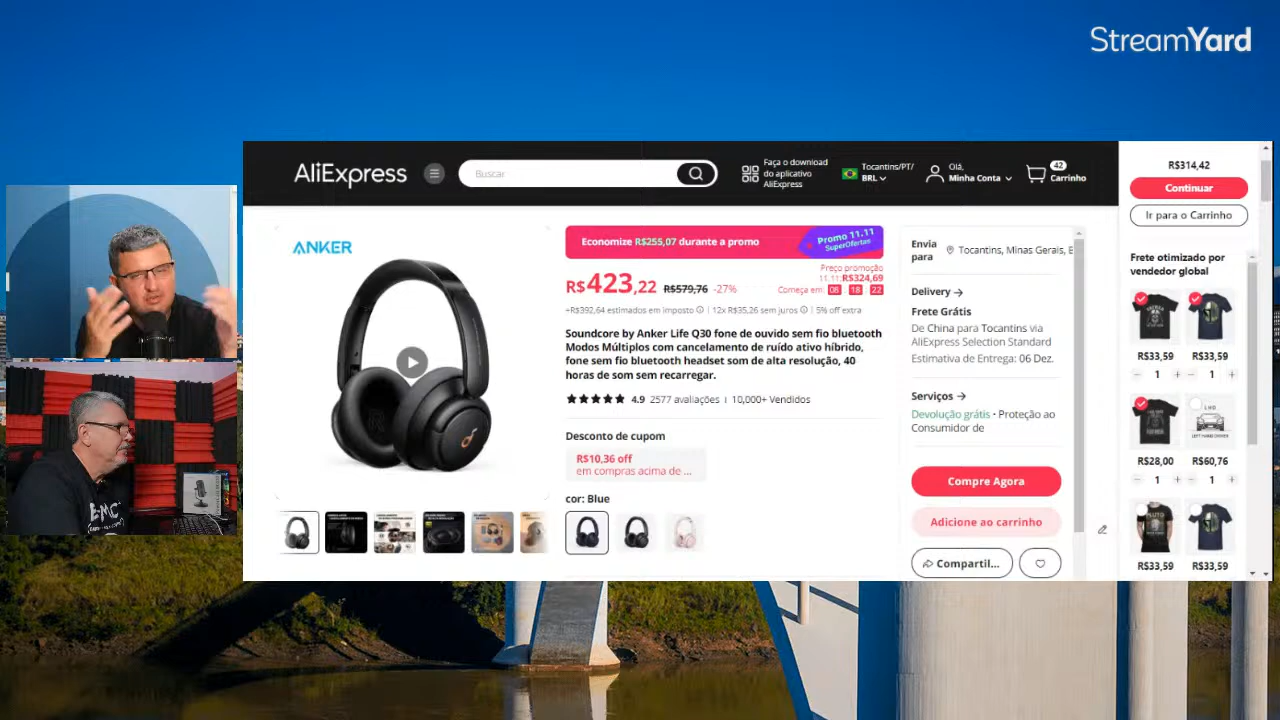 StreamYard
AliExpress
Buscar
Faça o download
do aplicativo
AliExpress
Tocantins/PT/
BRL
Olá,
Minha Conta
42
Carrinho
ANKER
Economize R$255,07 durante a promo
Promo 11.11
SuperOfertas
R$423,22 R$579,76 -27%
Preço promoção
11.11:R$324,69
Começa em: 06 18 22
+R$392,64 estimados em imposto | 12x R$35,26 sem juros | 5% off extra
Soundcore by Anker Life Q30 fone de ouvido sem fio bluetooth
Modos Múltiplos com cancelamento de ruído ativo híbrido,
fone sem fio bluetooth headset som de alta resolução, 40
horas de som sem recarregar.
4.9 2577 avaliações | 10,000+ Vendidos
Desconto de cupom
R$10,36 off
em compras acima de ...
cor: Blue
Envia
para
Tocantins, Minas Gerais, E
Delivery →
Frete Grátis
De China para Tocantins via
AliExpress Selection Standard
Estimativa de Entrega: 06 Dez.
Serviços →
Devolução grátis · Proteção ao
Consumidor de
Compre Agora
Adicione ao carrinho
Compartil...
R$314,42
Continuar
Ir para o Carrinho
Frete otimizado por
vendedor global
R$33,59 R$33,59
− 1 + − 1 +
LHD
LEFT HAND DRIVER
R$28,00 R$60,76
− 1 + − 1 +
R$33,59 R$33,59